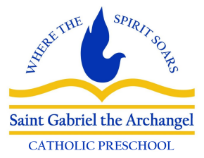 WHERE THE SPIRIT SOARS
Saint Gabriel the Archangel
CATHOLIC PRESCHOOL